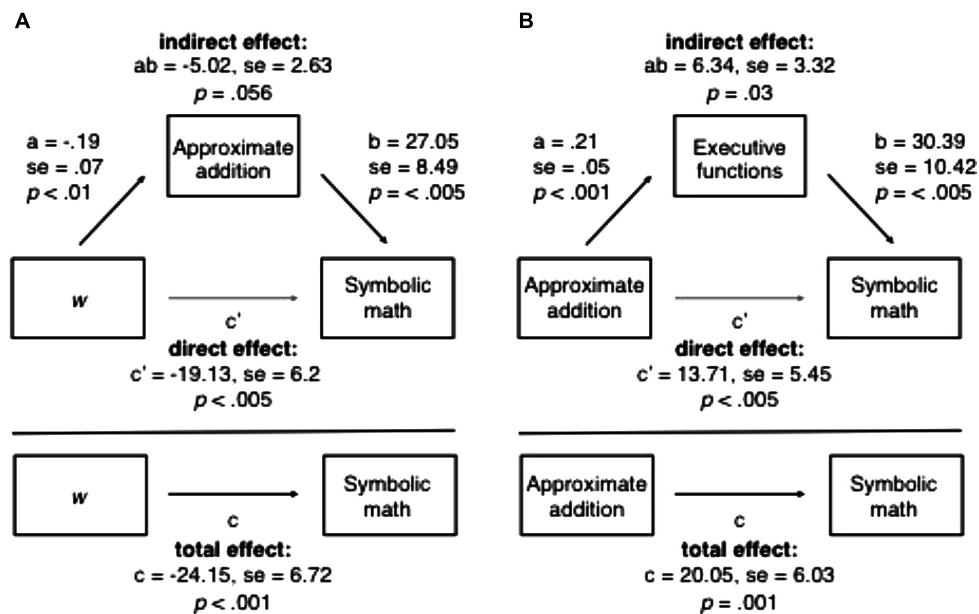 A
indirect effect:
ab = -5.02, se = 2.63
p = .056
a = -.19
se = .07
p < .01
Approximate
addition
b = 27.05
se = 8.49
p = < .005
w
c'
Symbolic
math
direct effect:
c' = -19.13, se = 6.2
p < .005
w
c
Symbolic
math
total effect:
c = -24.15, se = 6.72
p < .001
B
indirect effect:
ab = 6.34, se = 3.32
p = .03
a = .21
se = .05
p < .001
Executive
functions
b = 30.39
se = 10.42
p = < .005
Approximate
addition
c'
Symbolic
math
direct effect:
c' = 13.71, se = 5.45
p < .005
Approximate
addition
c
Symbolic
math
total effect:
c = 20.05, se = 6.03
p = .001